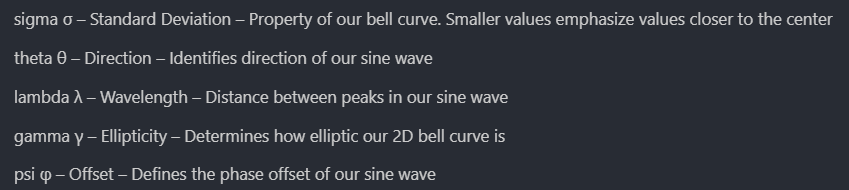 sigma σ – Standard Deviation – Property of our bell curve. Smaller values emphasize values closer to the center
theta θ – Direction – Identifies direction of our sine wave
lambda λ – Wavelength – Distance between peaks in our sine wave
gamma γ – Ellipticity – Determines how elliptic our 2D bell curve is
psi φ – Offset – Defines the phase offset of our sine wave